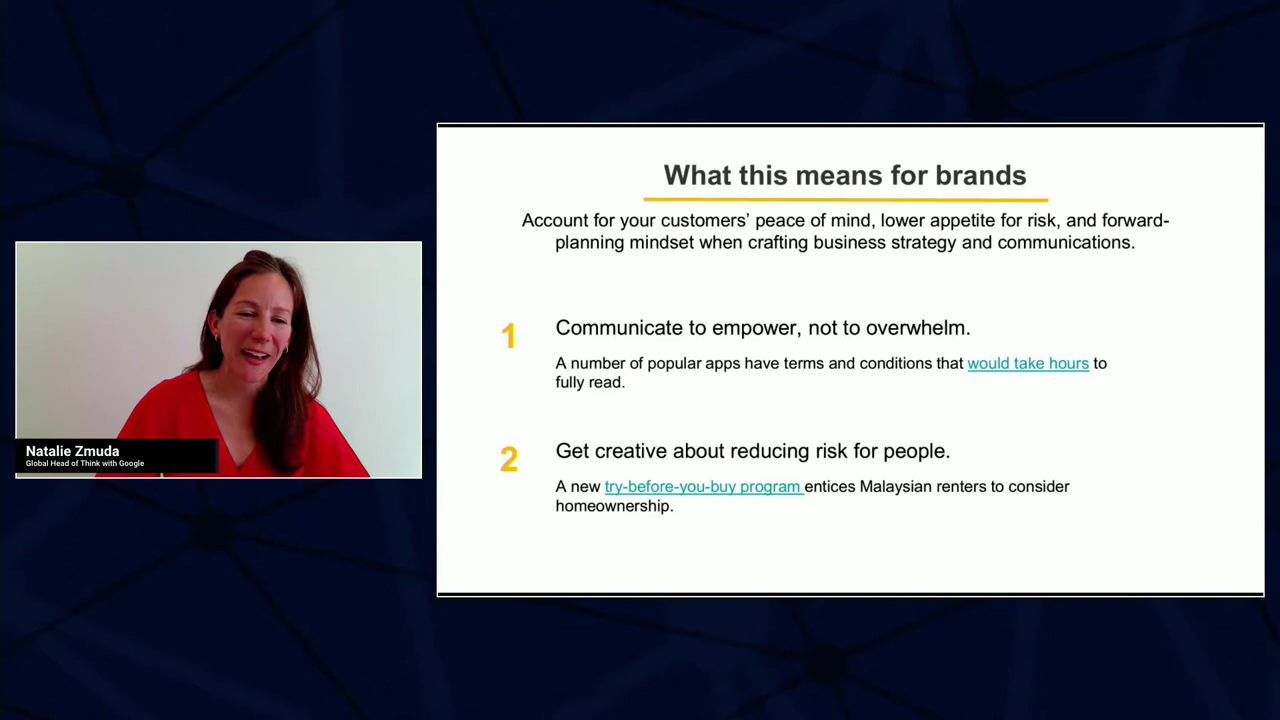 What this means for brands
Account for your customers’ peace of mind, lower appetite for risk, and forward-
planning mindset when crafting business strategy and communications.
1
Communicate to empower, not to overwhelm.
A number of popular apps have terms and conditions that would take hours to
fully read.
2
Get creative about reducing risk for people.
A new try-before-you-buy program entices Malaysian renters to consider
homeownership.
Natalie Zmuda
Global Head of Think with Google